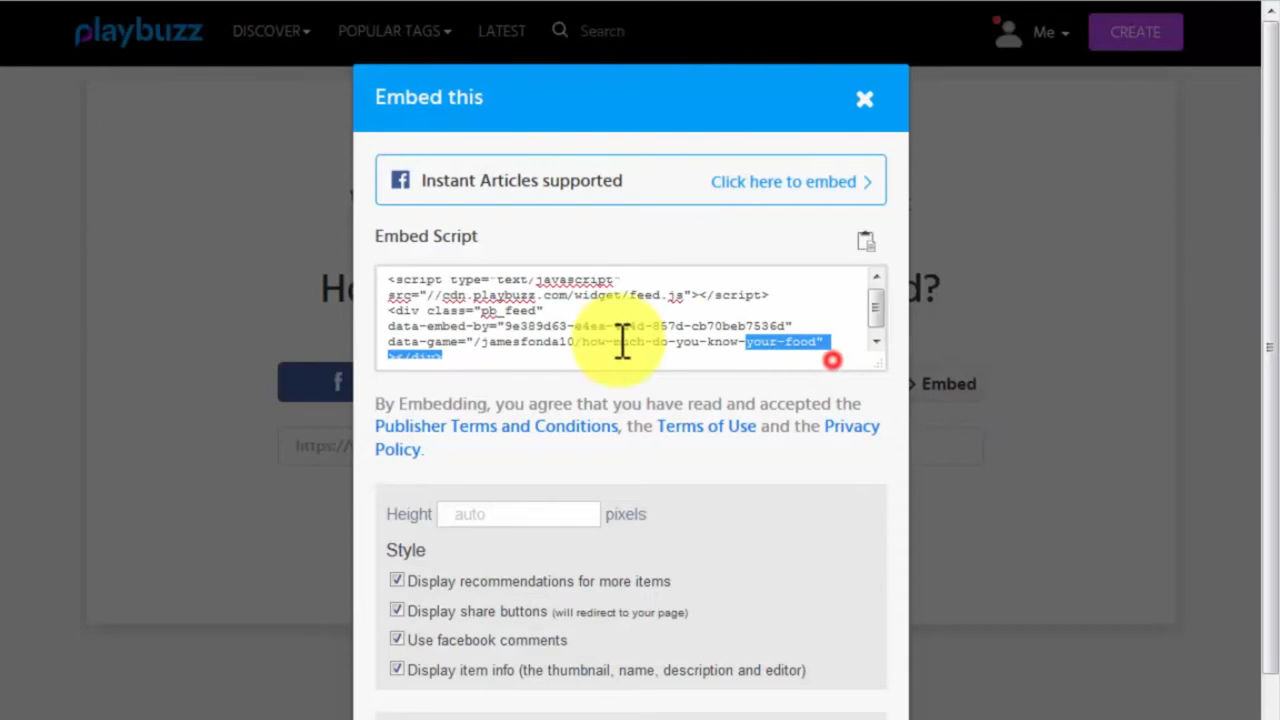 playbuzz DISCOVER POPULAR TAGS LATEST Search Me CREATE
Embed this
Instant Articles supported Click here to embed
Embed Script
<script type="text/javascript"
src="//cdn.playbuzz.com/widget/feed.js"></script>
<div class="pb_feed"
data-game="/jamesfonda10/how-much-do-you-know-your-food"
></div>
By Embedding, you agree that you have read and accepted the
Publisher Terms and Conditions, the Terms of Use and the Privacy
Policy.
Embed
https://
Height auto pixels
Style
Display recommendations for more items
Display share buttons (will redirect to your page)
Use facebook comments
Display item info (the thumbnail, name, description and editor)